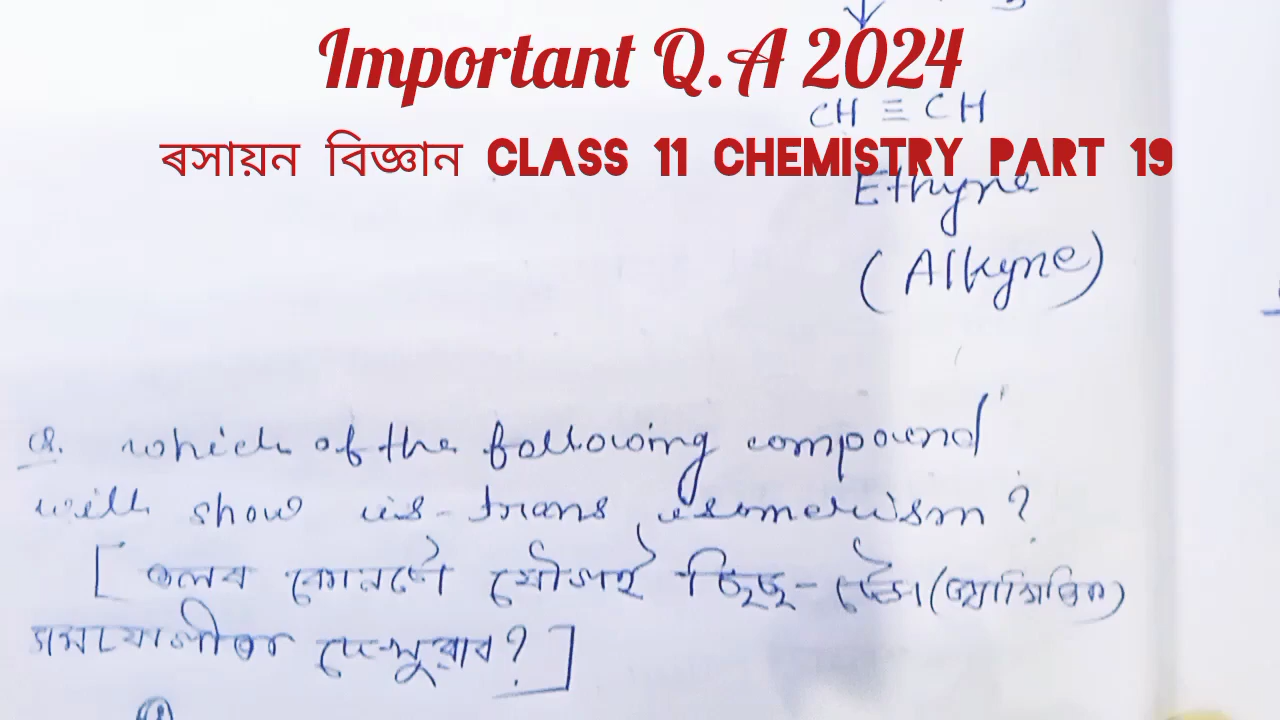 Important Q.A 2024
CH ≡ CH
ৰসায়ন বিজ্ঞান CLASS 11 CHEMISTRY PART 19
Ethyne
(Alkyne)
Q. which of the following compound
will show cis-trans isomerism?
[ তলৰ কোনটো যৌগই
সমযোগীতা দেখুৱাব? ]